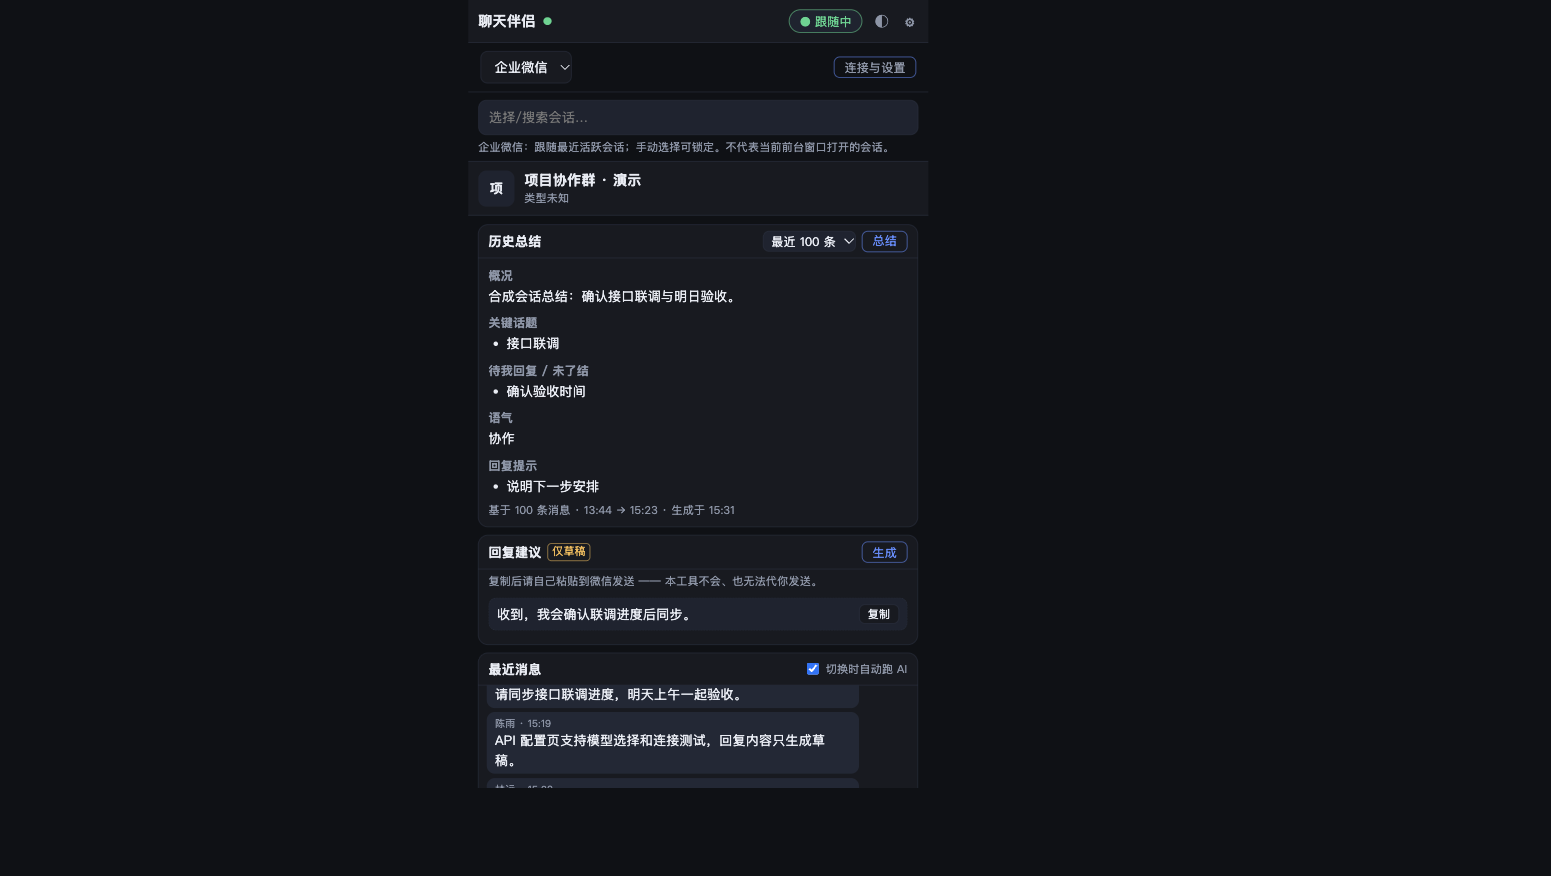 聊天伴侣
跟随中
企业微信
连接与设置
选择/搜索会话...
企业微信：跟随最近活跃会话；手动选择可锁定。不代表当前前台窗口打开的会话。
项
项目协作群 · 演示
类型未知
历史总结
最近 100 条
总结
概况
合成会话总结：确认接口联调与明日验收。
关键话题
• 接口联调
待我回复 / 未了结
• 确认验收时间
语气
协作
回复提示
• 说明下一步安排
基于 100 条消息 · 13:44 → 15:23 · 生成于 15:31
回复建议
仅草稿
生成
复制后请自己粘贴到微信发送 —— 本工具不会、也无法代你发送。
收到，我会确认联调进度后同步。
复制
最近消息
切换时自动跑 AI
请同步接口联调进度，明天上午一起验收。
陈雨 · 15:19
API 配置页支持模型选择和连接测试，回复内容只生成草
稿。